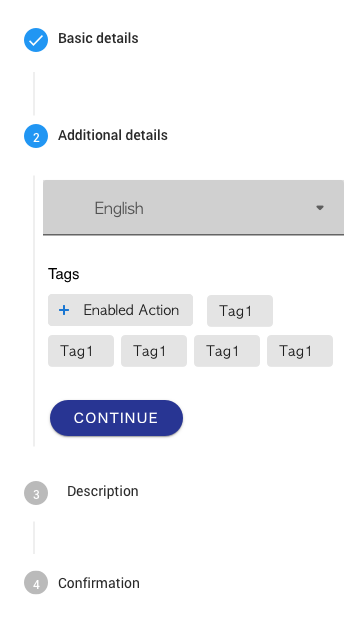 Basic details
2 Additional details
English
Tags
+ Enabled Action Tag1
Tag1 Tag1 Tag1 Tag1
CONTINUE
3 Description
4 Confirmation